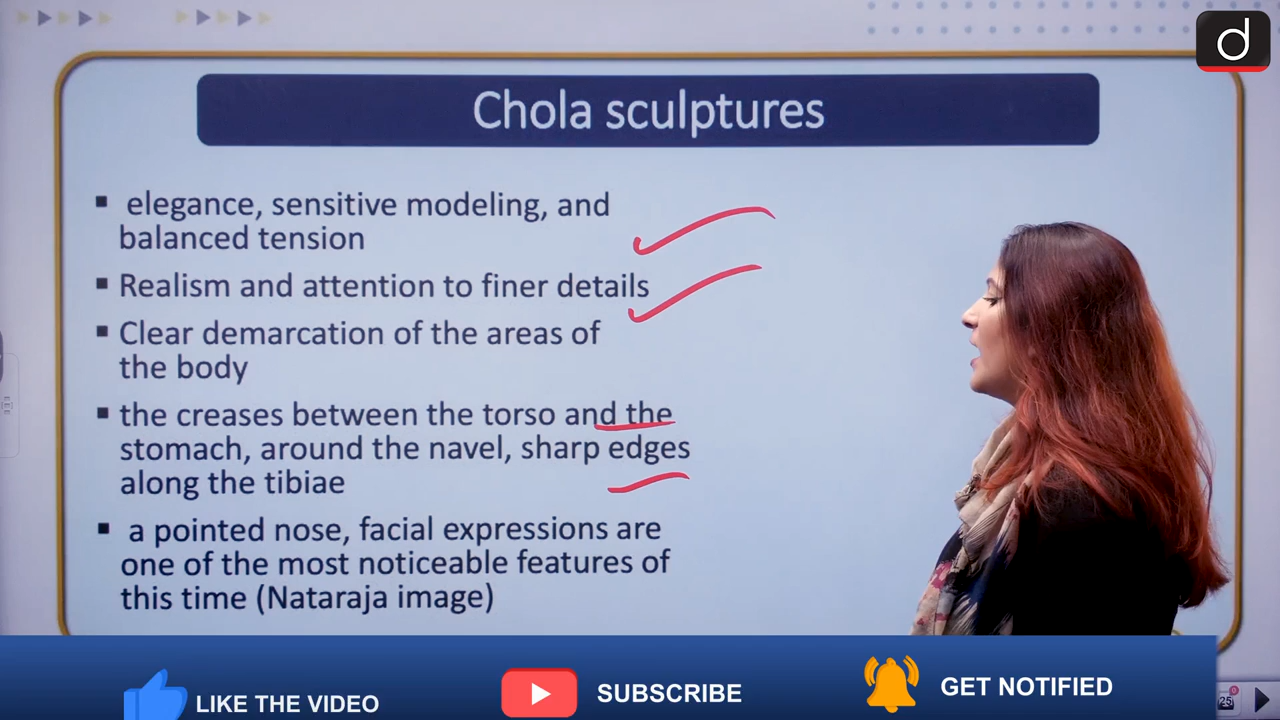 d
Chola sculptures
▪ elegance, sensitive modeling, and
balanced tension
▪ Realism and attention to finer details
▪ Clear demarcation of the areas of
the body
▪ the creases between the torso and the
stomach, around the navel, sharp edges
along the tibiae
▪ a pointed nose, facial expressions are
one of the most noticeable features of
this time (Nataraja image)
LIKE THE VIDEO
SUBSCRIBE
GET NOTIFIED
25